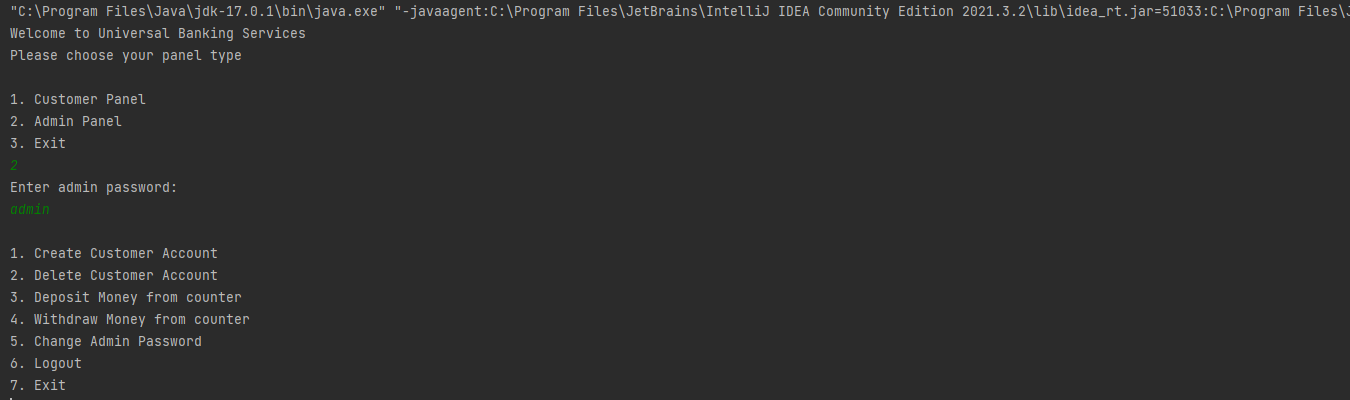 "C:\Program Files\Java\jdk-17.0.1\bin\java.exe" "-javaagent:C:\Program Files\JetBrains\IntelliJ IDEA Community Edition 2021.3.2\lib\idea_rt.jar=51033:C:\Program Files\J
Welcome to Universal Banking Services
Please choose your panel type
1. Customer Panel
2. Admin Panel
3. Exit
2
Enter admin password:
admin
1. Create Customer Account
2. Delete Customer Account
3. Deposit Money from counter
4. Withdraw Money from counter
5. Change Admin Password
6. Logout
7. Exit